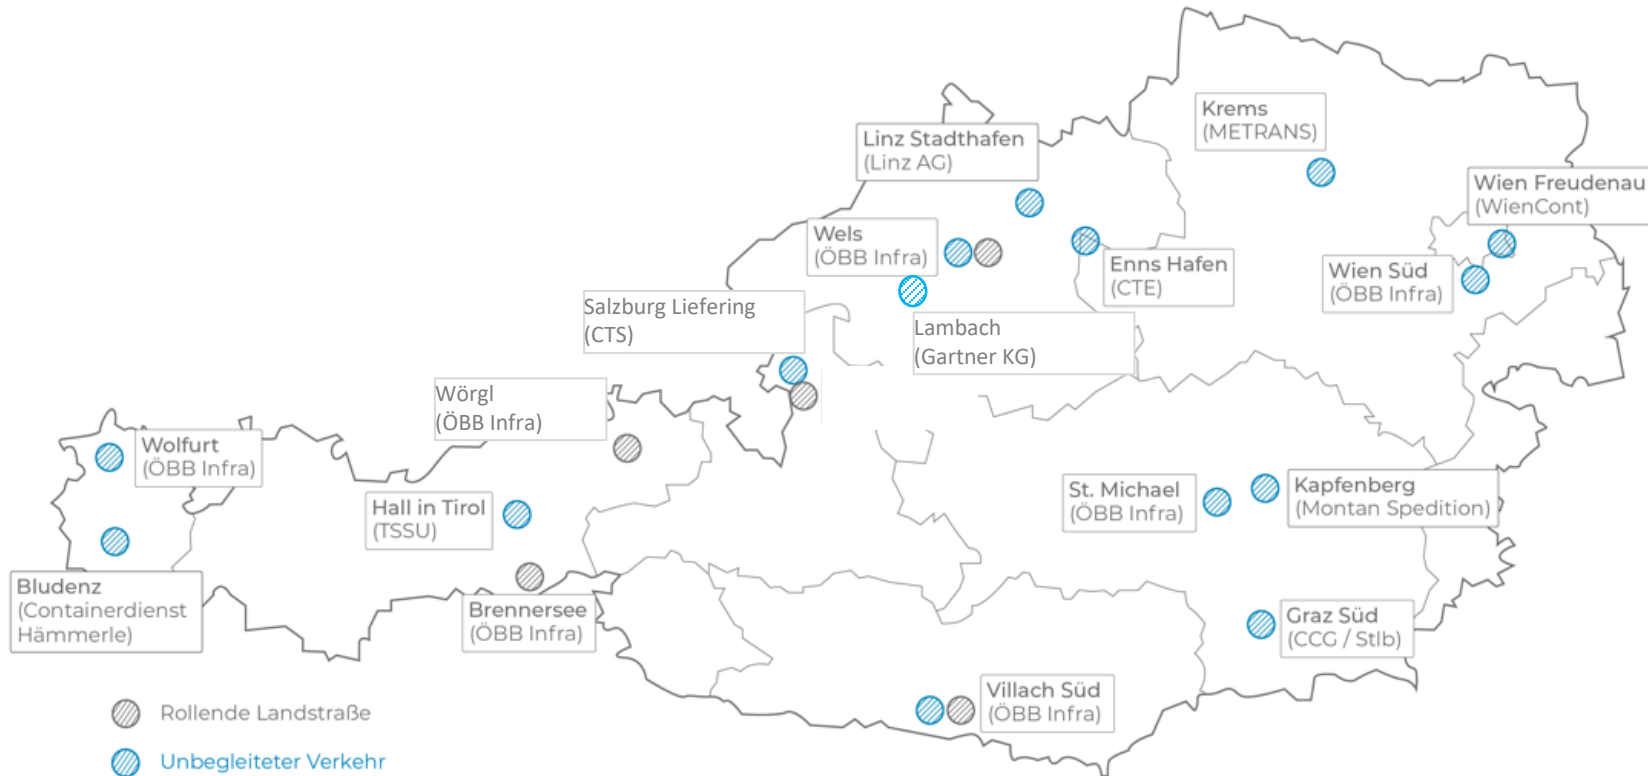 Krems
(METRANS)
Linz Stadthafen
(Linz AG)
Wien Freudenau
(WienCont)
Wels
(ÖBB Infra)
Enns Hafen
(CTE)
Wien Süd
(ÖBB Infra)
Salzburg Liefering
(CTS)
Lambach
(Gartner KG)
Wörgl
(ÖBB Infra)
Wolfurt
(ÖBB Infra)
Hall in Tirol
(TSSU)
St. Michael
(ÖBB Infra)
Kapfenberg
(Montan Spedition)
Bludenz
(Containerdienst
Hämmerle)
Brennersee
(ÖBB Infra)
Graz Süd
(CCG / Stlb)
Villach Süd
(ÖBB Infra)
Rollende Landstraße
Unbegleiteter Verkehr